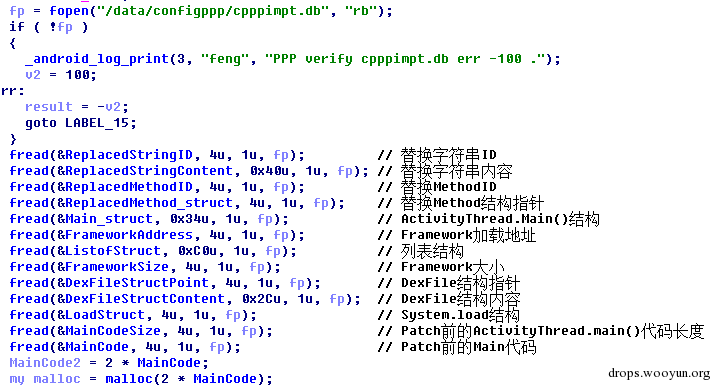 fp = fopen("/data/configppp/cpppimpt.db", "rb");
if ( !fp )
{
_android_log_print(3, "feng", "PPP verify cpppimpt.db err -100 .");
v2 = 100;
rr:
result = -v2;
goto LABEL_15;
}
fread(&ReplacedStringID, 4u, 1u, fp); // 替换字符串ID
fread(&ReplacedStringContent, 0x40u, 1u, fp); // 替换字符串内容
fread(&ReplacedMethodID, 4u, 1u, fp); // 替换MethodID
fread(&ReplacedMethod_struct, 4u, 1u, fp); // 替换Method结构指针
fread(&Main_struct, 0x34u, 1u, fp); // ActivityThread.Main()结构
fread(&FrameworkAddress, 4u, 1u, fp); // Framework加载地址
fread(&ListofStruct, 0xC0u, 1u, fp); // 列表结构
fread(&FrameworkSize, 4u, 1u, fp); // Framework大小
fread(&DexFileStructPoint, 4u, 1u, fp); // DexFile结构指针
fread(&DexFileStructContent, 0x2Cu, 1u, fp); // DexFile结构内容
fread(&LoadStruct, 4u, 1u, fp); // System.load结构
fread(&MainCodeSize, 4u, 1u, fp); // Patch前的ActivityThread.main()代码长度
fread(&MainCode, 4u, 1u, fp); // Patch前的Main代码
MainCode2 = 2 * MainCode;
my_malloc = malloc(2 * MainCode);
drops.wooyun.org